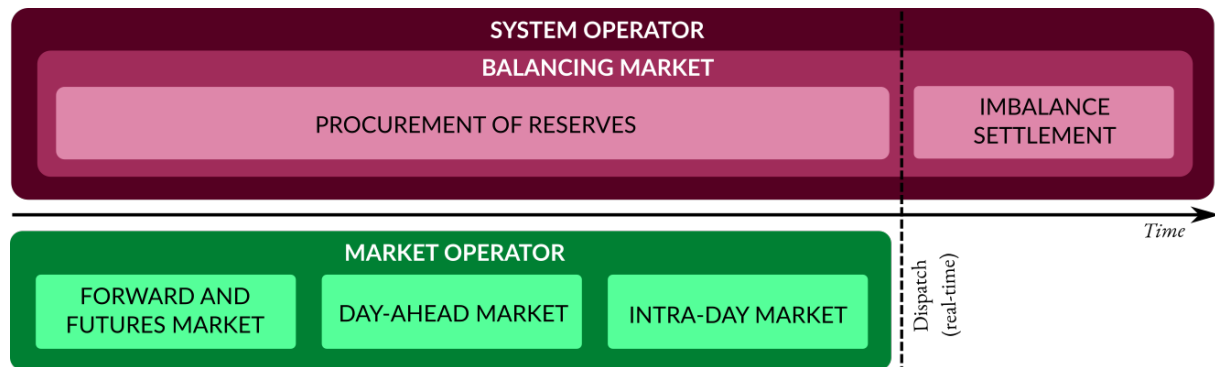 SYSTEM OPERATOR
BALANCING MARKET
PROCUREMENT OF RESERVES
IMBALANCE
SETTLEMENT
Time
MARKET OPERATOR
FORWARD AND
FUTURES MARKET
DAY-AHEAD MARKET
INTRA-DAY MARKET
Dispatch
(real-time)